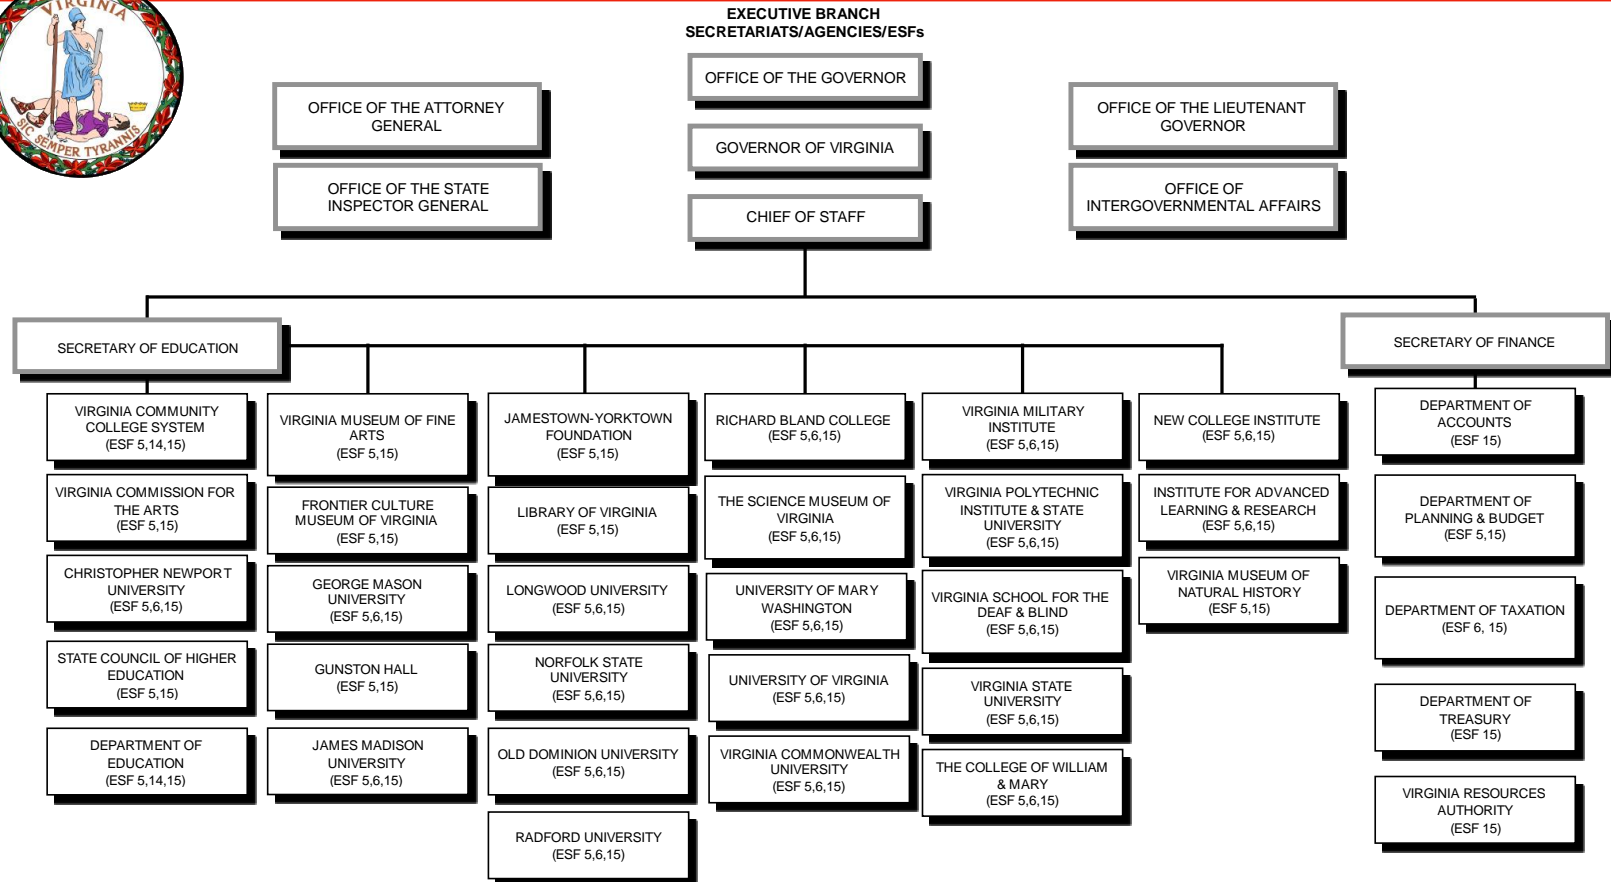 VIRGINIA
SIC SEMPER TYRANNIS
EXECUTIVE BRANCH
SECRETARIATS/AGENCIES/ESFs
OFFICE OF THE GOVERNOR
OFFICE OF THE ATTORNEY
GENERAL
OFFICE OF THE LIEUTENANT
GOVERNOR
GOVERNOR OF VIRGINIA
OFFICE OF THE STATE
INSPECTOR GENERAL
OFFICE OF
INTERGOVERNMENTAL AFFAIRS
CHIEF OF STAFF
SECRETARY OF EDUCATION
SECRETARY OF FINANCE
VIRGINIA COMMUNITY
COLLEGE SYSTEM
(ESF 5,14,15)
VIRGINIA COMMISSION FOR
THE ARTS
(ESF 5,15)
CHRISTOPHER NEWPORT
UNIVERSITY
(ESF 5,6,15)
STATE COUNCIL OF HIGHER
EDUCATION
(ESF 5,15)
DEPARTMENT OF
EDUCATION
(ESF 5,14,15)
VIRGINIA MUSEUM OF FINE
ARTS
(ESF 5,15)
FRONTIER CULTURE
MUSEUM OF VIRGINIA
(ESF 5,15)
GEORGE MASON
UNIVERSITY
(ESF 5,6,15)
GUNSTON HALL
(ESF 5,15)
JAMES MADISON
UNIVERSITY
(ESF 5,6,15)
JAMESTOWN-YORKTOWN
FOUNDATION
(ESF 5,15)
LIBRARY OF VIRGINIA
(ESF 5,15)
LONGWOOD UNIVERSITY
(ESF 5,6,15)
NORFOLK STATE
UNIVERSITY
(ESF 5,6,15)
OLD DOMINION UNIVERSITY
(ESF 5,6,15)
RADFORD UNIVERSITY
(ESF 5,6,15)
RICHARD BLAND COLLEGE
(ESF 5,6,15)
THE SCIENCE MUSEUM OF
VIRGINIA
(ESF 5,6,15)
UNIVERSITY OF MARY
WASHINGTON
(ESF 5,6,15)
UNIVERSITY OF VIRGINIA
(ESF 5,6,15)
VIRGINIA COMMONWEALTH
UNIVERSITY
(ESF 5,6,15)
VIRGINIA MILITARY
INSTITUTE
(ESF 5,6,15)
VIRGINIA POLYTECHNIC
INSTITUTE & STATE
UNIVERSITY
(ESF 5,6,15)
VIRGINIA SCHOOL FOR THE
DEAF & BLIND
(ESF 5,6,15)
VIRGINIA STATE
UNIVERSITY
(ESF 5,6,15)
THE COLLEGE OF WILLIAM
& MARY
(ESF 5,6,15)
NEW COLLEGE INSTITUTE
(ESF 5,6,15)
INSTITUTE FOR ADVANCED
LEARNING & RESEARCH
(ESF 5,6,15)
VIRGINIA MUSEUM OF
NATURAL HISTORY
(ESF 5,15)
DEPARTMENT OF
ACCOUNTS
(ESF 15)
DEPARTMENT OF
PLANNING & BUDGET
(ESF 5,15)
DEPARTMENT OF TAXATION
(ESF 6, 15)
DEPARTMENT OF
TREASURY
(ESF 15)
VIRGINIA RESOURCES
AUTHORITY
(ESF 15)